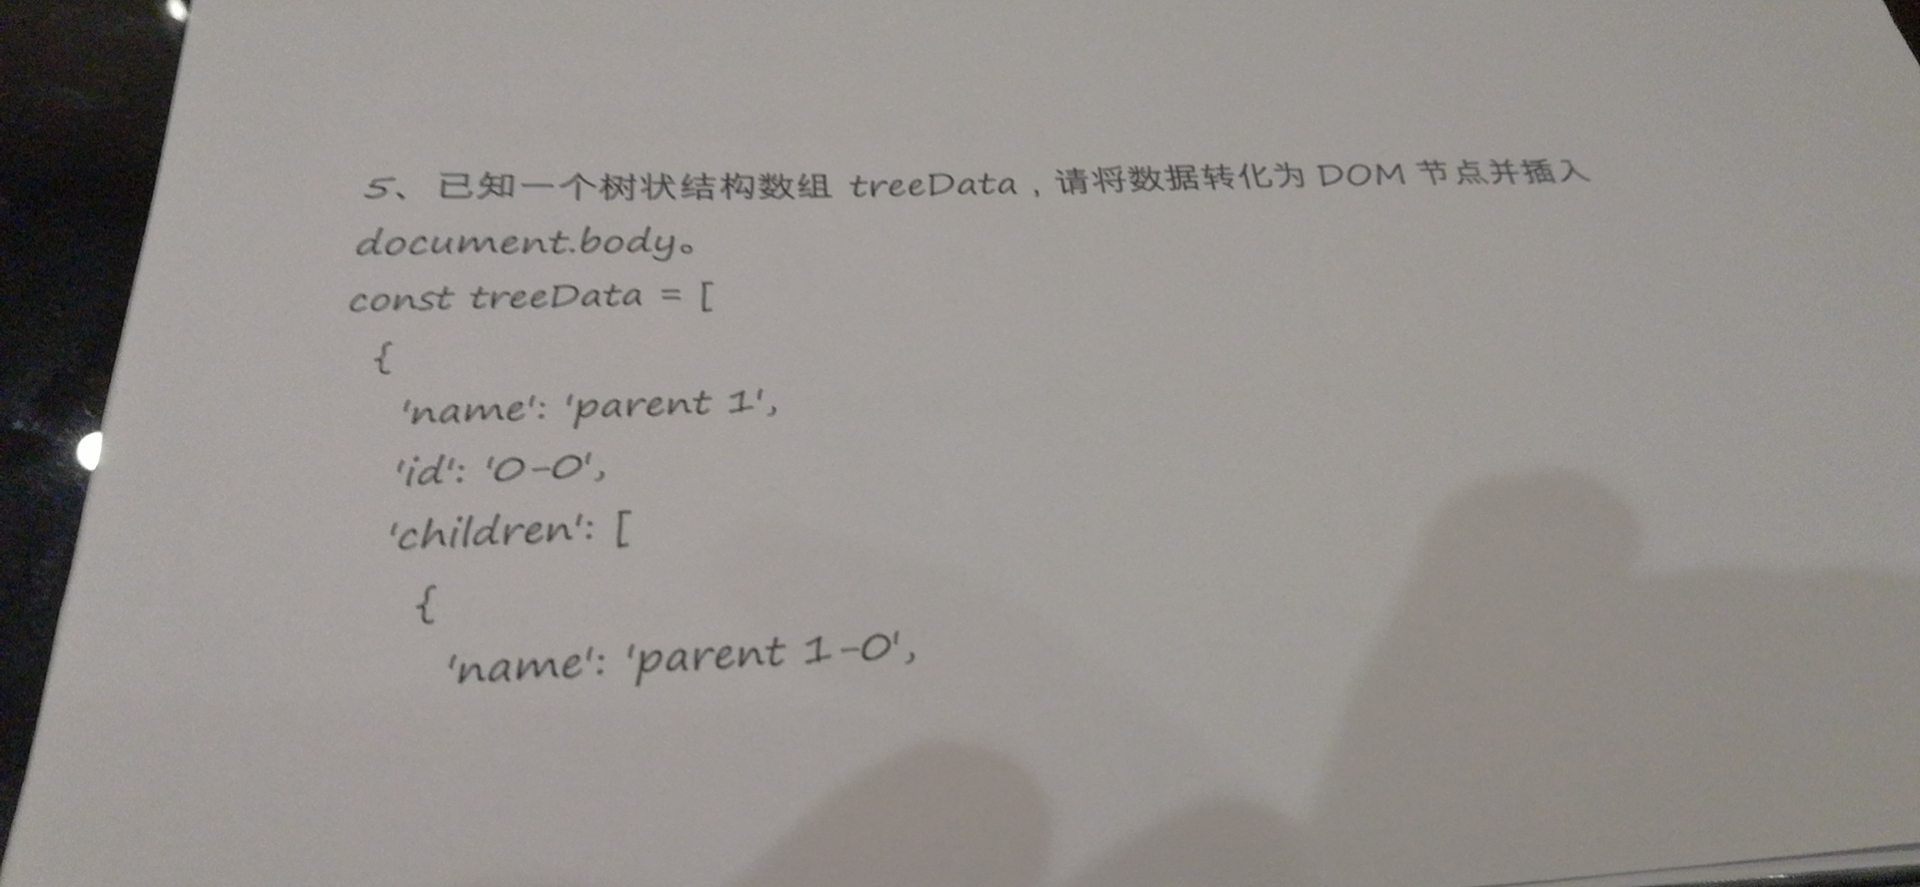 5、已知一个树状结构数组 treeData，请将数据转化为 DOM 节点并插入
document.body。
const treeData = [
{
'name': 'parent 1',
'id': '0-0',
'children': [
{
'name': 'parent 1-0',